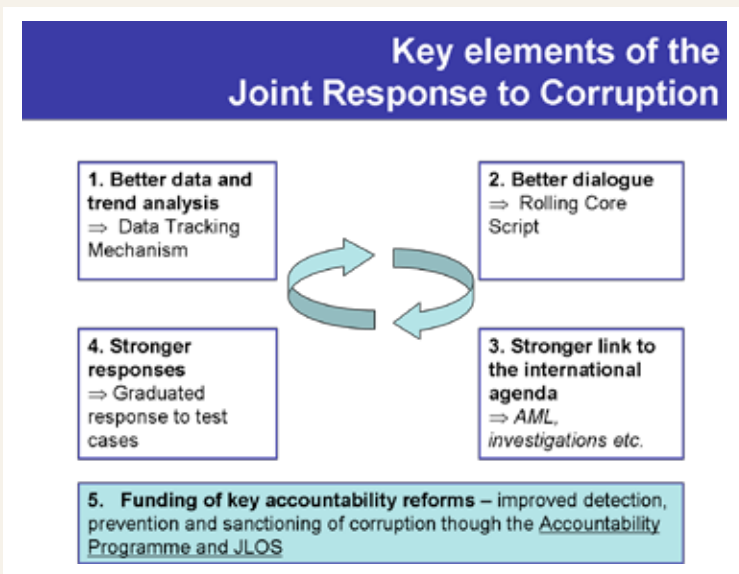 Key elements of the
Joint Response to Corruption
1. Better data and
trend analysis
⇒ Data Tracking
Mechanism
2. Better dialogue
⇒ Rolling Core
Script
4. Stronger
responses
⇒ Graduated
response to test
cases
3. Stronger link to
the international
agenda
⇒ AML,
investigations etc.
5. Funding of key accountability reforms – improved detection,
prevention and sanctioning of corruption though the Accountability
Programme and JLOS